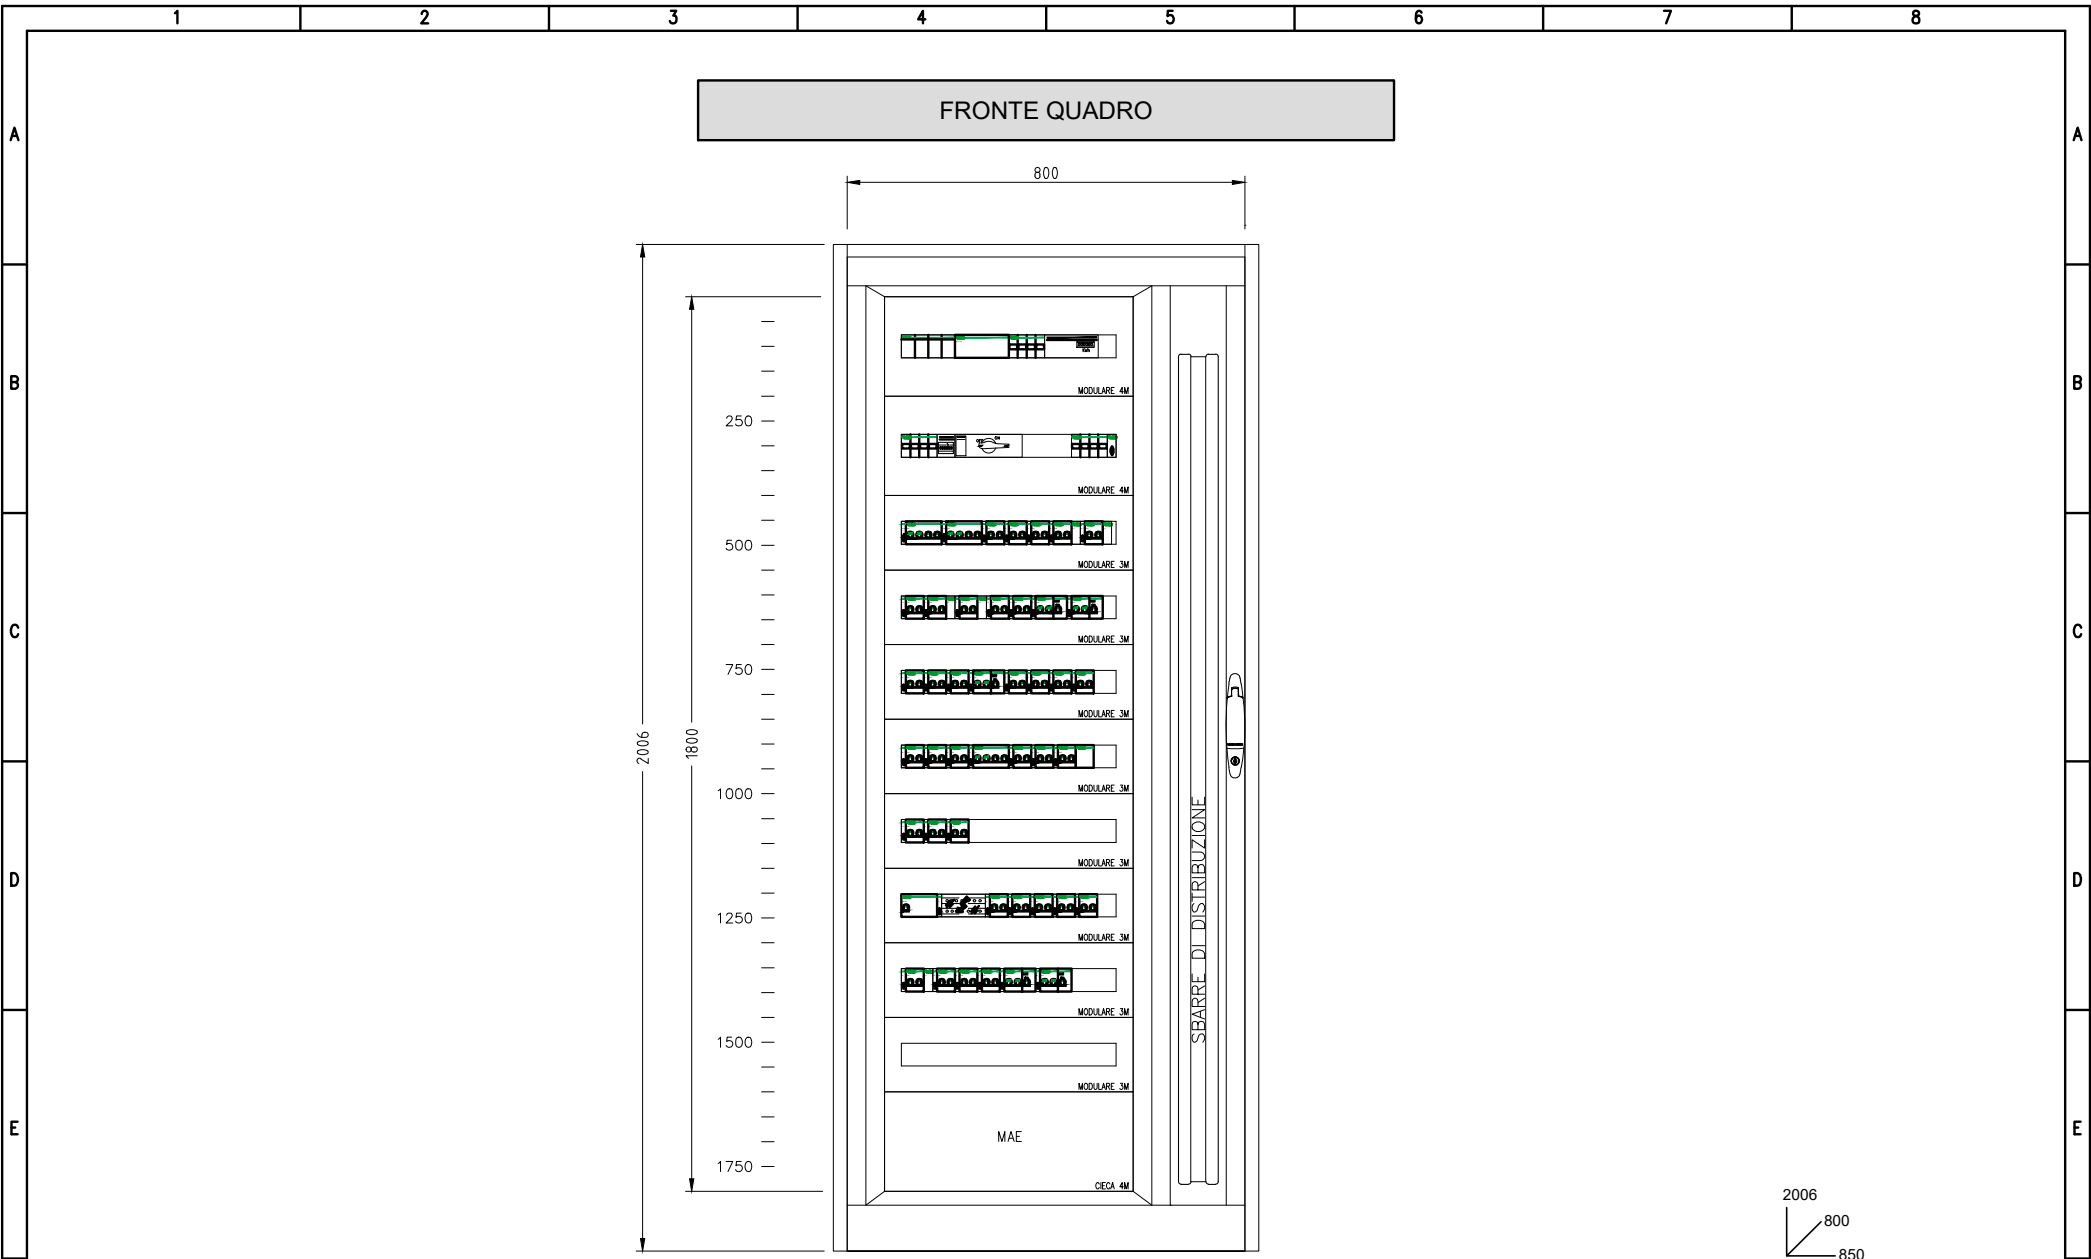 1 2 3 4 5 6 7 8
FRONTE QUADRO
A A
800
B B
MODULARE 4M
250
MODULARE 4M
500
MODULARE 3M
C C
MODULARE 3M
750
MODULARE 3M
2006
1800
1000
MODULARE 3M
SBARRE DI DISTRIBUZIONE
MODULARE 3M
D D
1250
MODULARE 3M
MODULARE 3M
1500
MODULARE 3M
E E
MAE
1750
CIECA 4M
2006
800
850